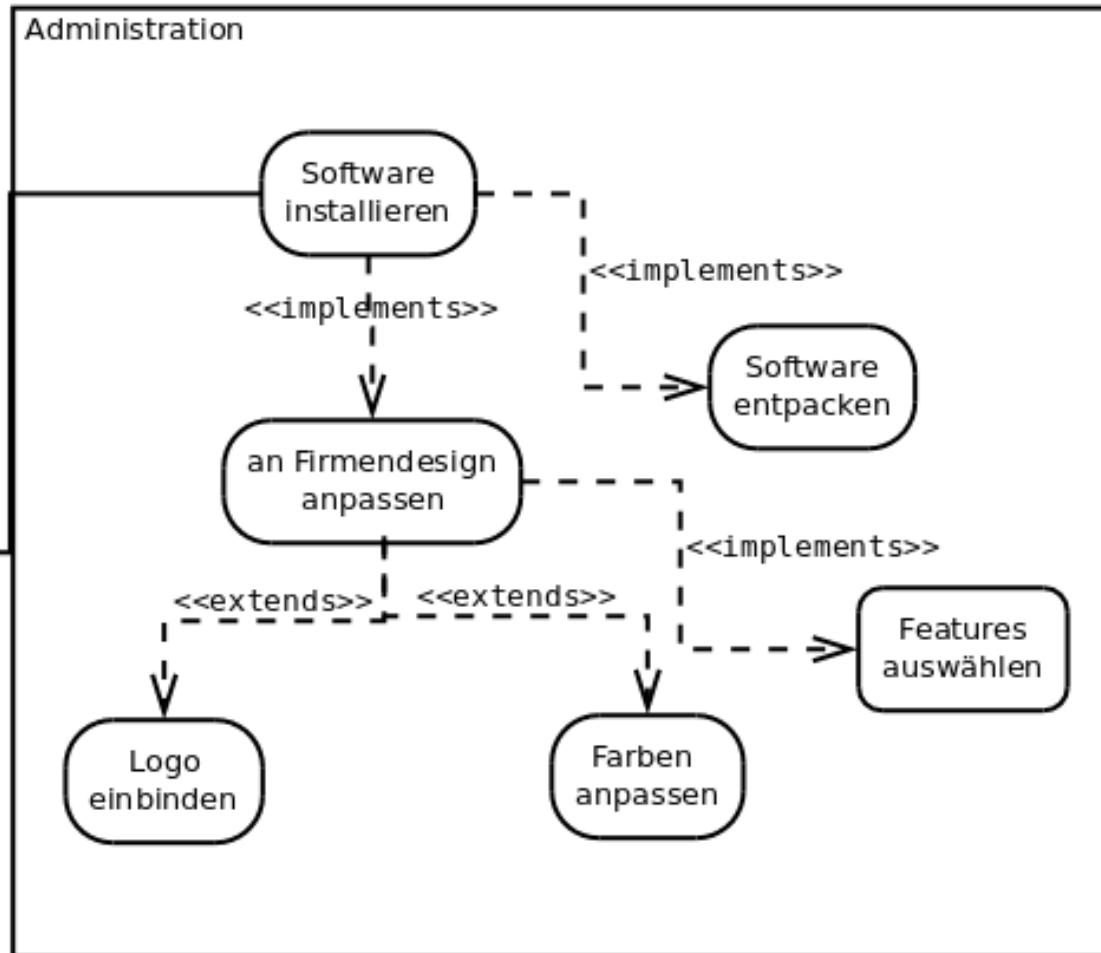 Administration
Software
installieren
<<implements>>
<<implements>>
Software
entpacken
an Firmendesign
anpassen
<<implements>>
<<extends>>
<<extends>>
Features
auswählen
Logo
einbinden
Farben
anpassen